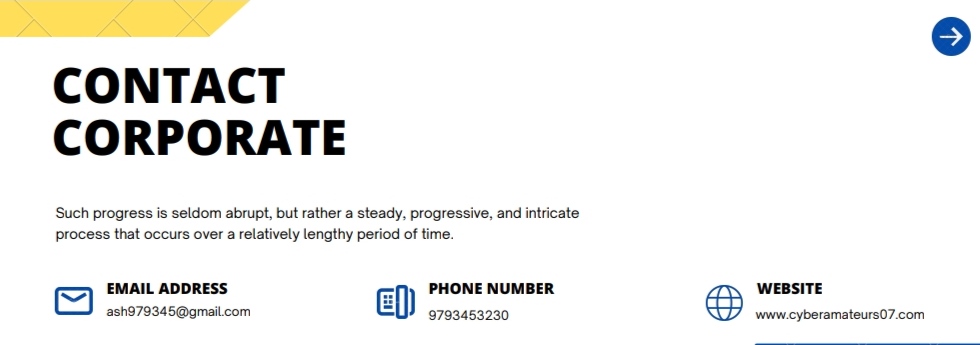 CONTACT
CORPORATE
Such progress is seldom abrupt, but rather a steady, progressive, and intricate
process that occurs over a relatively lengthy period of time.
EMAIL ADDRESS
ash979345@gmail.com
PHONE NUMBER
9793453230
WEBSITE
www.cyberamateurs07.com